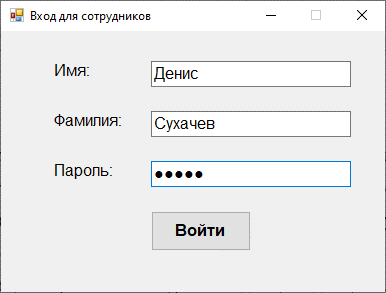 Вход для сотрудников
Имя: Денис
Фамилия: Сухачев
Пароль: ●●●●●
Войти